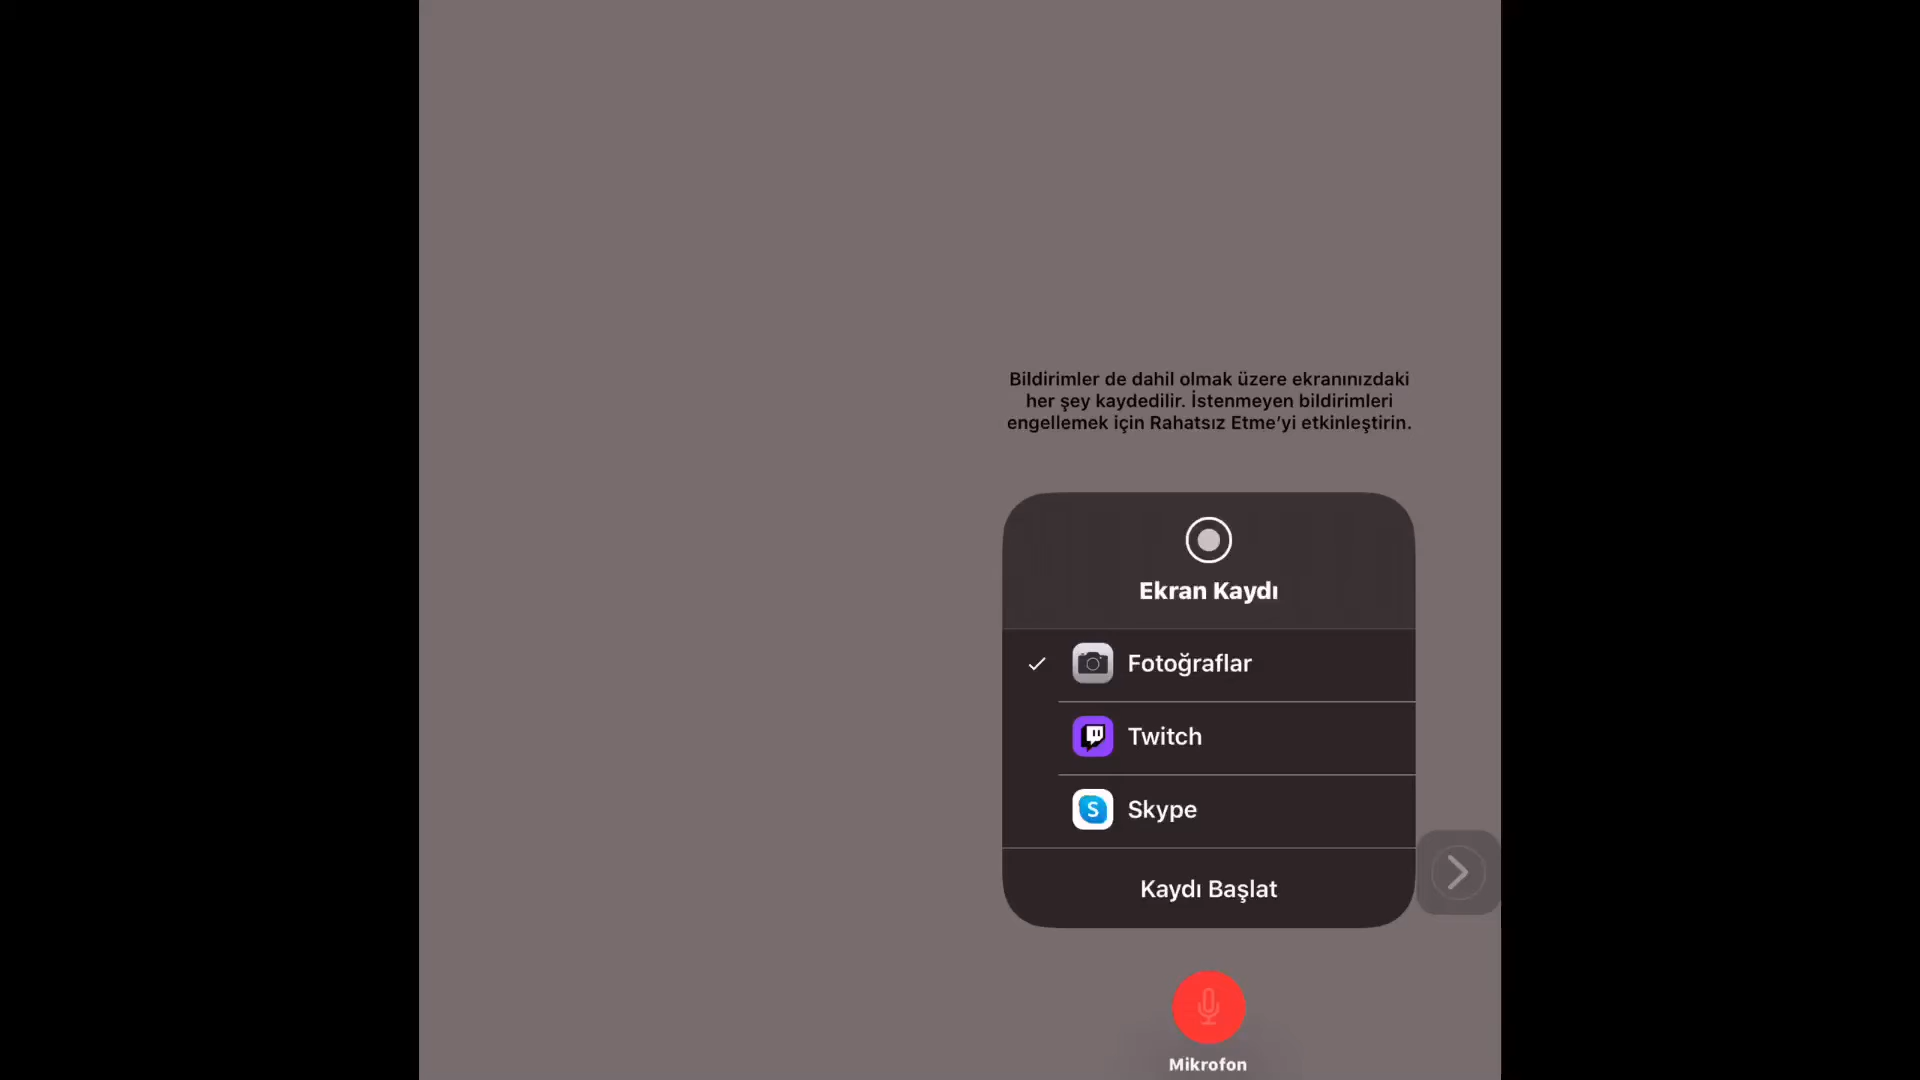 Bildirimler de dahil olmak üzere ekranınızdaki
her şey kaydedilir. İstenmeyen bildirimleri
engellemek için Rahatsız Etme’yi etkinleştirin.
Ekran Kaydı
Fotoğraflar
Twitch
Skype
Kaydı Başlat
Mikrofon